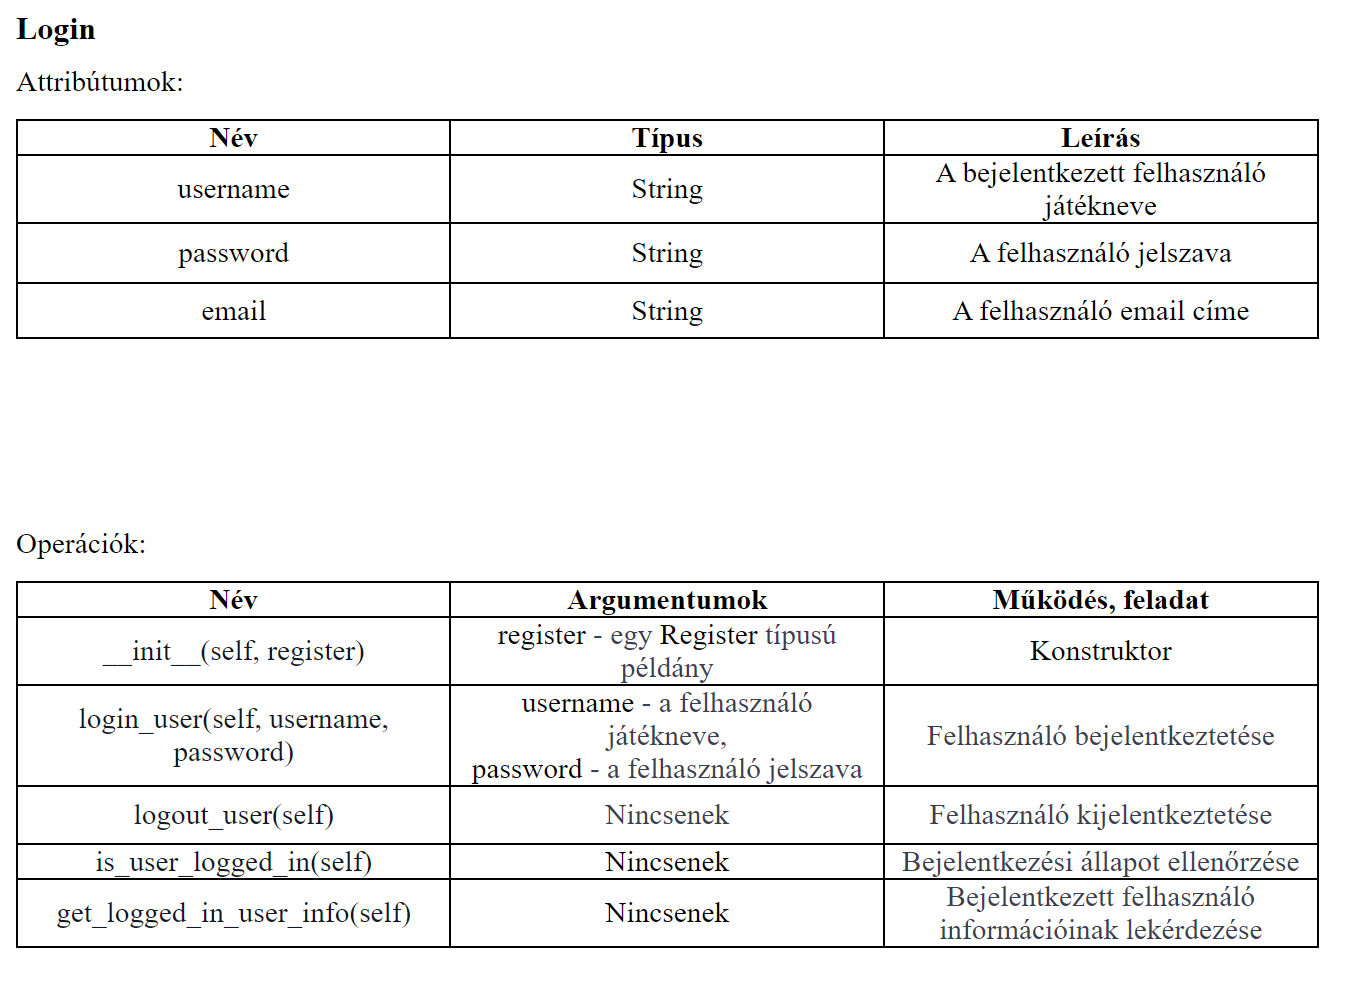 Login
Attribútumok:
Név Típus Leírás
username String A bejelentkezett felhasználó
játékneve
password String A felhasználó jelszava
email String A felhasználó email címe
Operációk:
Név Argumentumok Működés, feladat
__init__(self, register) register - egy Register típusú
példány Konstruktor
login_user(self, username,
password) username - a felhasználó
játékneve,
password - a felhasználó jelszava Felhasználó bejelentkeztetése
logout_user(self) Nincsenek Felhasználó kijelentkeztetése
is_user_logged_in(self) Nincsenek Bejelentkezési állapot ellenőrzése
get_logged_in_user_info(self) Nincsenek Bejelentkezett felhasználó
információinak lekérdezése